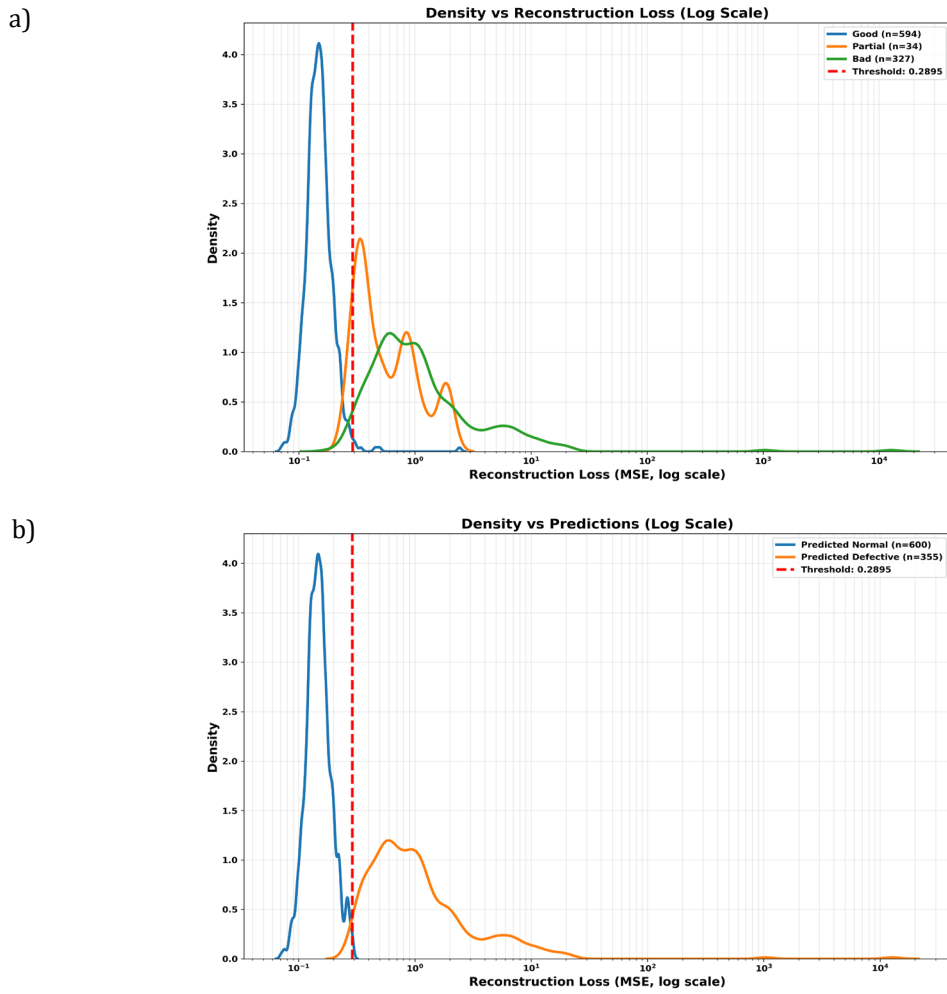 a)
Density vs Reconstruction Loss (Log Scale)
Good (n=594)
Partial (n=34)
Bad (n=327)
Threshold: 0.2895
Density
4.0
3.5
3.0
2.5
2.0
1.5
1.0
0.5
0.0
10⁻¹ 10⁰ 10¹ 10² 10³ 10⁴
Reconstruction Loss (MSE, log scale)
b)
Density vs Predictions (Log Scale)
Predicted Normal (n=600)
Predicted Defective (n=355)
Threshold: 0.2895
Density
4.0
3.5
3.0
2.5
2.0
1.5
1.0
0.5
0.0
10⁻¹ 10⁰ 10¹ 10² 10³ 10⁴
Reconstruction Loss (MSE, log scale)